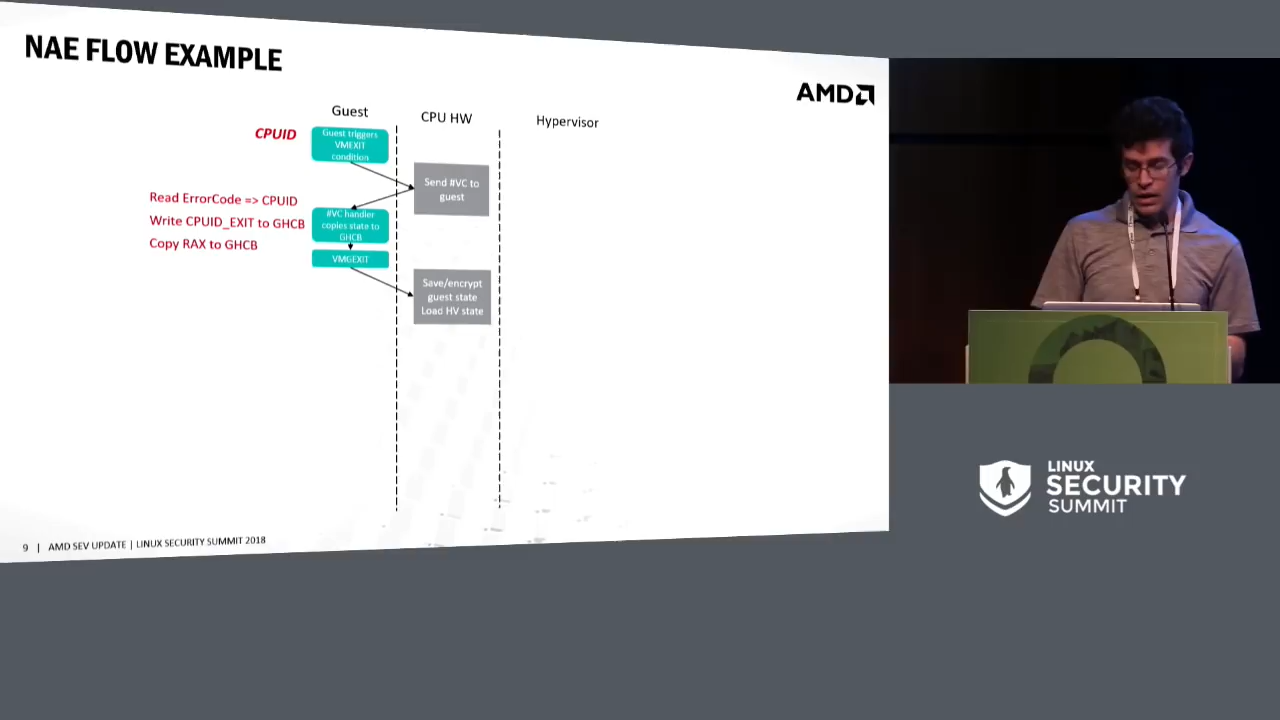 NAE FLOW EXAMPLE
AMD
Guest
CPU HW
Hypervisor
CPUID
Guest triggers
VMEXIT
condition
Send #VC to
guest
Read ErrorCode => CPUID
Write CPUID_EXIT to GHCB
Copy RAX to GHCB
#VC handler
copies state to
GHCB
VMGEXIT
Save/encrypt
guest state
Load HV state
9 | AMD SEV UPDATE | LINUX SECURITY SUMMIT 2018
LINUX
SECURITY
SUMMIT